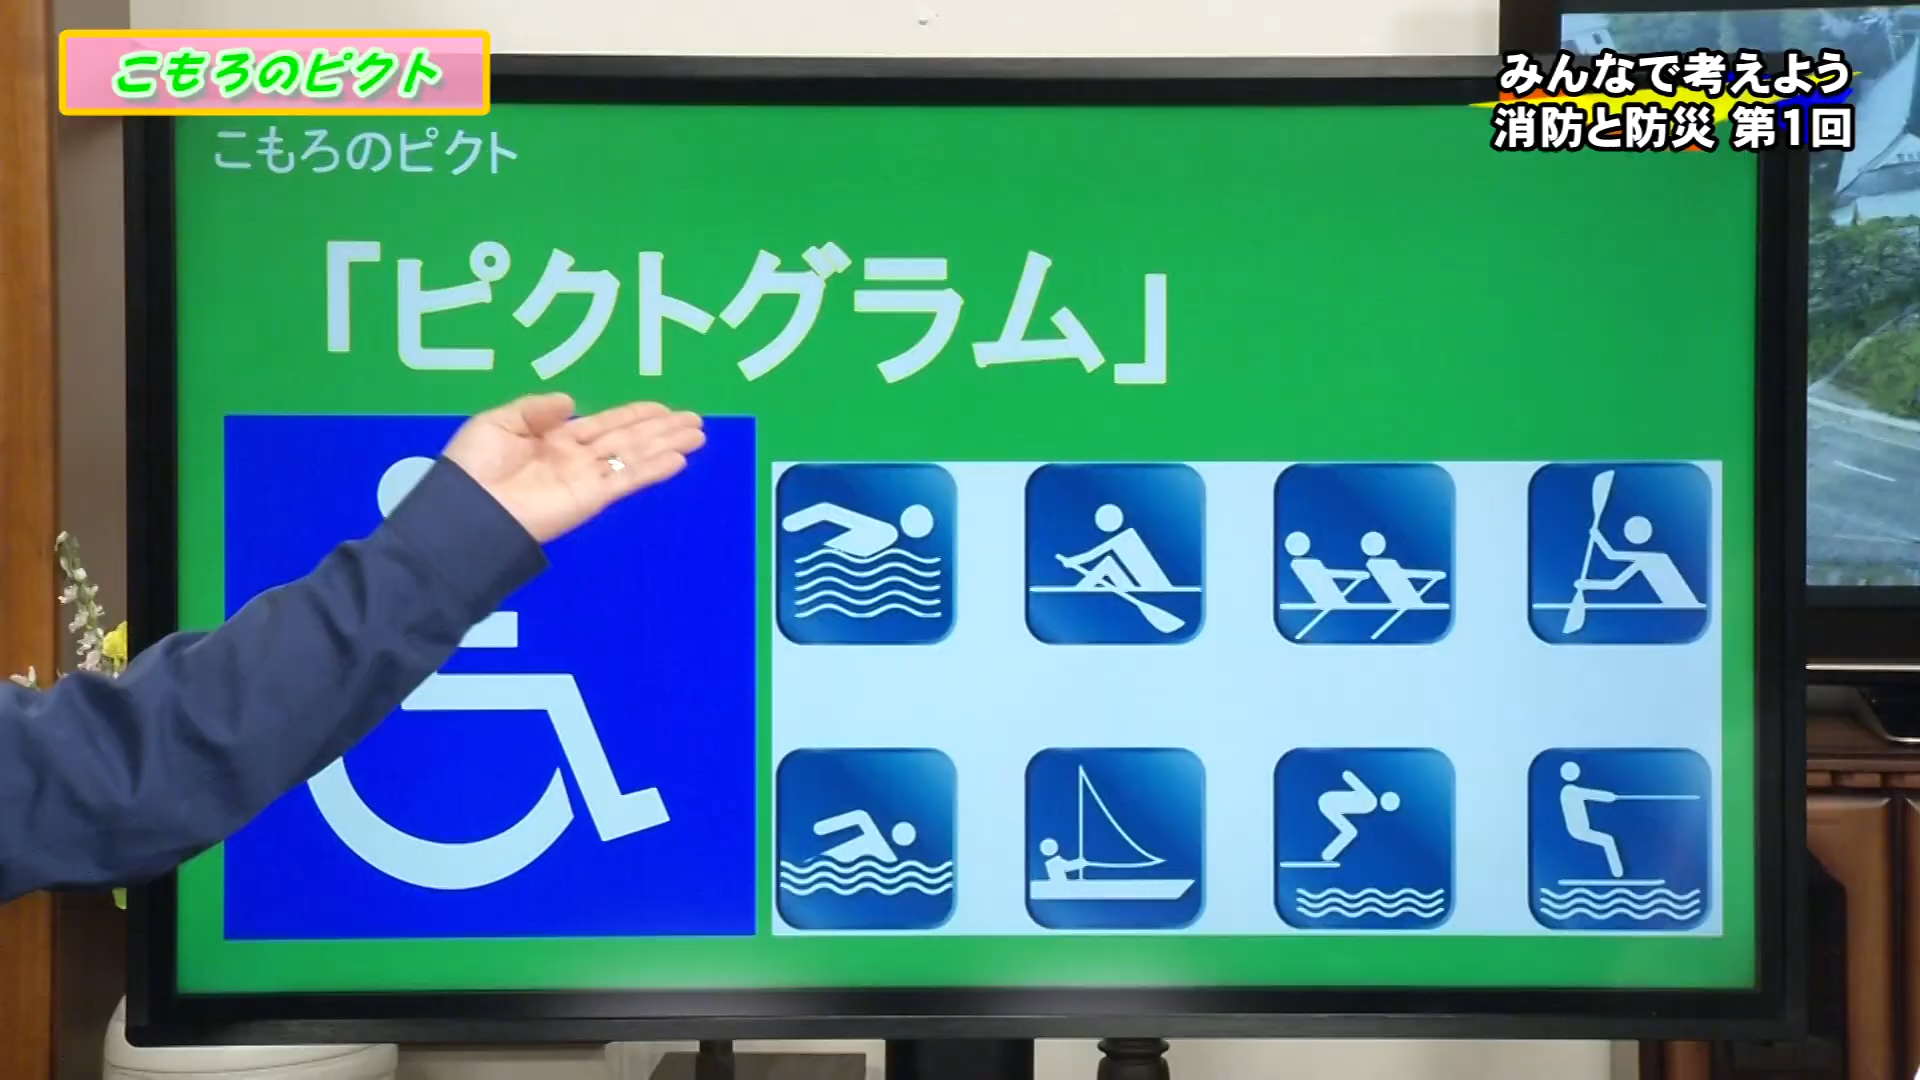 こもろのピクト
みんなで考えよう
消防と防災 第1回
こもろのピクト
「ピクトグラム」